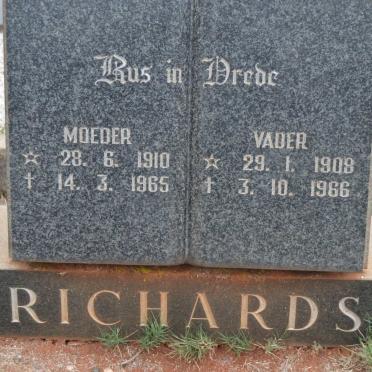 Rus in Vrede
MOEDER
☆ 28. 6. 1910
† 14. 3. 1965
VADER
☆ 29. 1. 1908
† 3. 10. 1966
RICHARDS